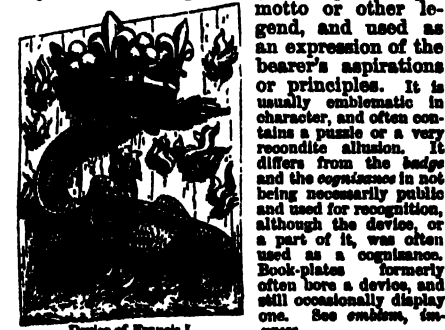 motto or other le-
gend, and used as
an expression of the
bearer's aspirations
or principles. It is
usually emblematic in
character, and often con-
tains a puzzle or a very
recondite allusion. It
differs from the badge
and the cognizance in not
being necessarily public
and used for recognition,
although the device, or
a part of it, was often
used as a cognizance.
Book-plates formerly
often bore a device, and
still occasionally display
one. See emblem, im-
Device of Francis I.